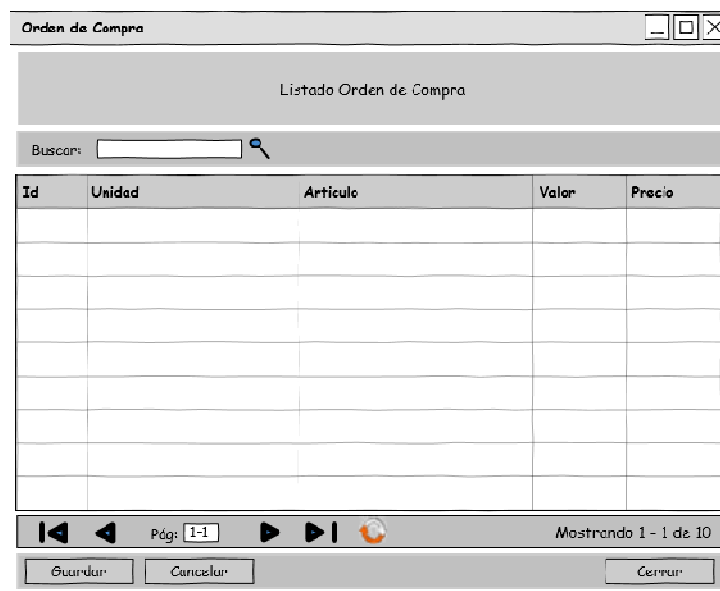 Orden de Compra
Listado Orden de Compra
Buscar:
Id Unidad Articulo Valor Precio
Pág: 1-1 Mostrando 1 - 1 de 10
Guardar Cancelar Cerrar